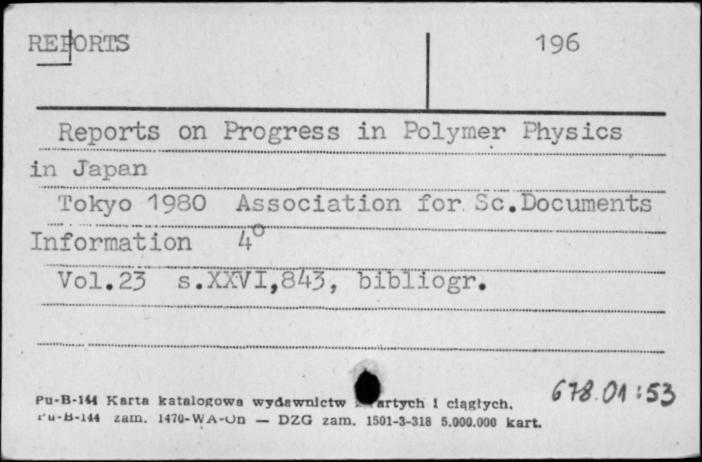 REPORTS 196
Reports on Progress in Polymer Physics
in Japan
Tokyo 1980 Association for Sc.Documents
Information 4°
Vol.23 s.XXVI,843, bibliogr.
678.01:53
Pu-B-144 Karta katalogowa wydawnictw artych i ciągłych.
Pu-B-144 zam. 1470-WA-Un — DZG zam. 1501-3-318 5.000.000 kart.